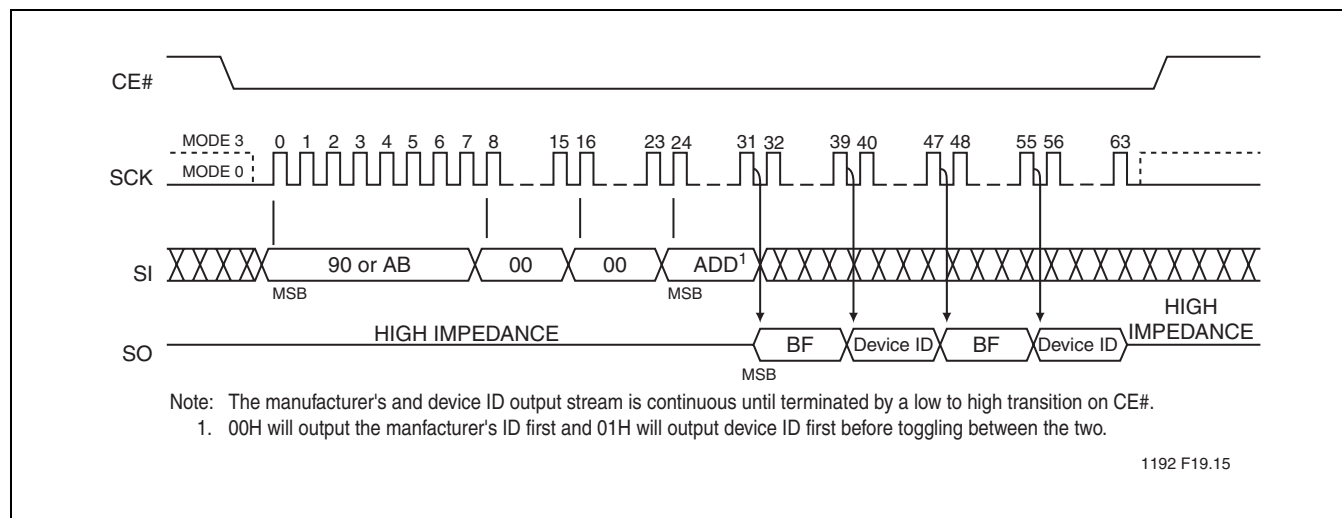 CE#
MODE 3 0 1 2 3 4 5 6 7 8 15 16 23 24 31 32 39 40 47 48 55 56 63
SCK MODE 0
SI 90 or AB 00 00 ADD1
MSB MSB
HIGH IMPEDANCE HIGH IMPEDANCE
SO BF Device ID BF Device ID
MSB
Note: The manufacturer's and device ID output stream is continuous until terminated by a low to high transition on CE#.
1. 00H will output the manfacturer's ID first and 01H will output device ID first before toggling between the two.
1192 F19.15